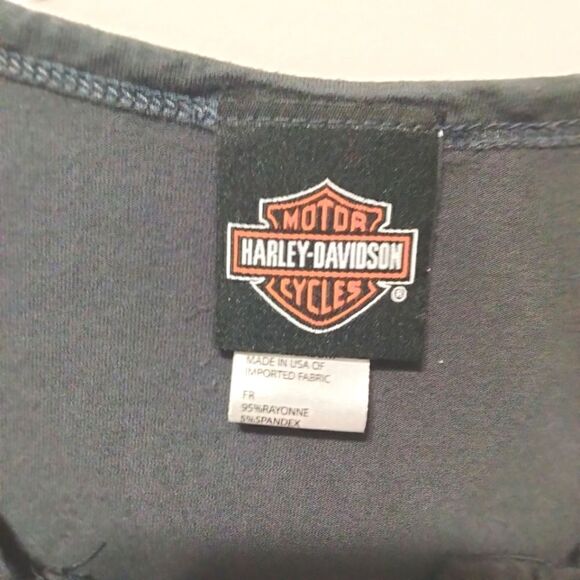 MOTOR
HARLEY-DAVIDSON
CYCLES
®
MADE IN USA OF
IMPORTED FABRIC
FR
95%RAYONNE
5%SPANDEX